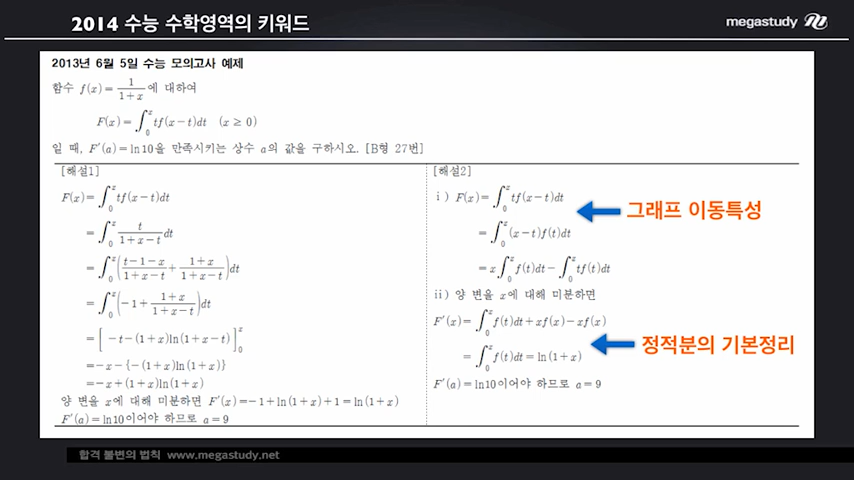 2014 수능 수학영역의 키워드
megastudy
2013년 6월 5일 수능 모의고사 예제
함수 f(x)=1/(1+x)에 대하여
F(x)=∫₀ˣ tf(x−t)dt (x≥0)
일 때, F′(a)=ln10을 만족시키는 상수 a의 값을 구하시오. [B형 27번]
[해설1]
F(x)=∫₀ˣ tf(x−t)dt
=∫₀ˣ t/(1+x−t) dt
=∫₀ˣ ((t−1−x)/(1+x−t) + (1+x)/(1+x−t))dt
=∫₀ˣ (−1+(1+x)/(1+x−t))dt
=[−t−(1+x)ln(1+x−t)]₀ˣ
=−x−{−(1+x)ln(1+x)}
=−x+(1+x)ln(1+x)
양 변을 x에 대해 미분하면 F′(x)=−1+ln(1+x)+1=ln(1+x)
F′(a)=ln10이어야 하므로 a=9
[해설2]
i) F(x)=∫₀ˣ tf(x−t)dt
그래프 이동특성
=∫₀ˣ (x−t)f(t)dt
=x∫₀ˣ f(t)dt−∫₀ˣ tf(t)dt
ii) 양 변을 x에 대해 미분하면
F′(x)=∫₀ˣ f(t)dt+xf(x)−xf(x)
정적분의 기본정리
=∫₀ˣ f(t)dt=ln(1+x)
F′(a)=ln10이어야 하므로 a=9
합격 불변의 법칙 www.megastudy.net